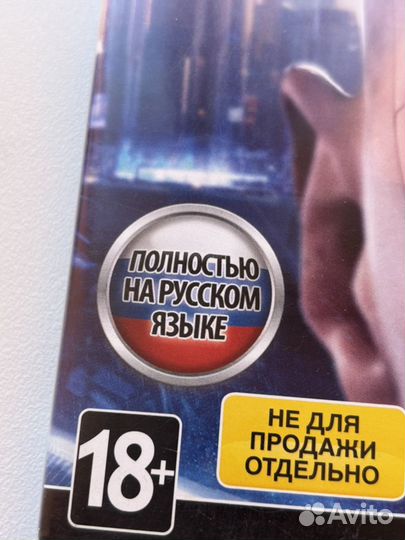 ПОЛНОСТЬЮ
НА РУССКОМ
ЯЗЫКЕ
18+
НЕ ДЛЯ
ПРОДАЖИ
ОТДЕЛЬНО
Avito